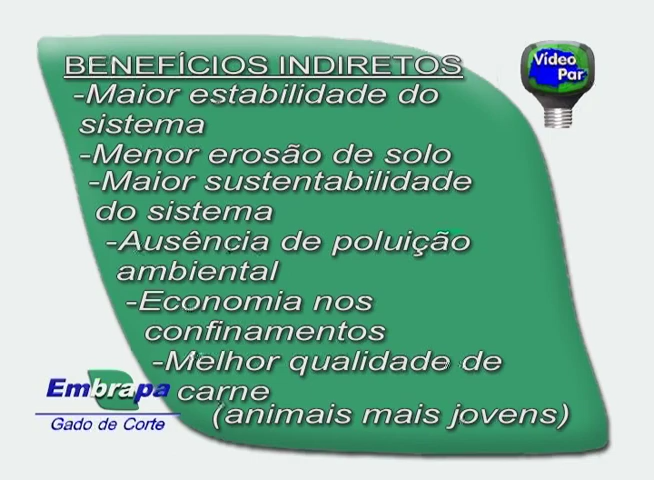 BENEFÍCIOS INDIRETOS
-Maior estabilidade do
sistema
-Menor erosão de solo
-Maior sustentabilidade
do sistema
-Ausência de poluição
ambiental
-Economia nos
confinamentos
-Melhor qualidade de
carne
(animais mais jovens)
Vídeo
Par
Embrapa
Gado de Corte